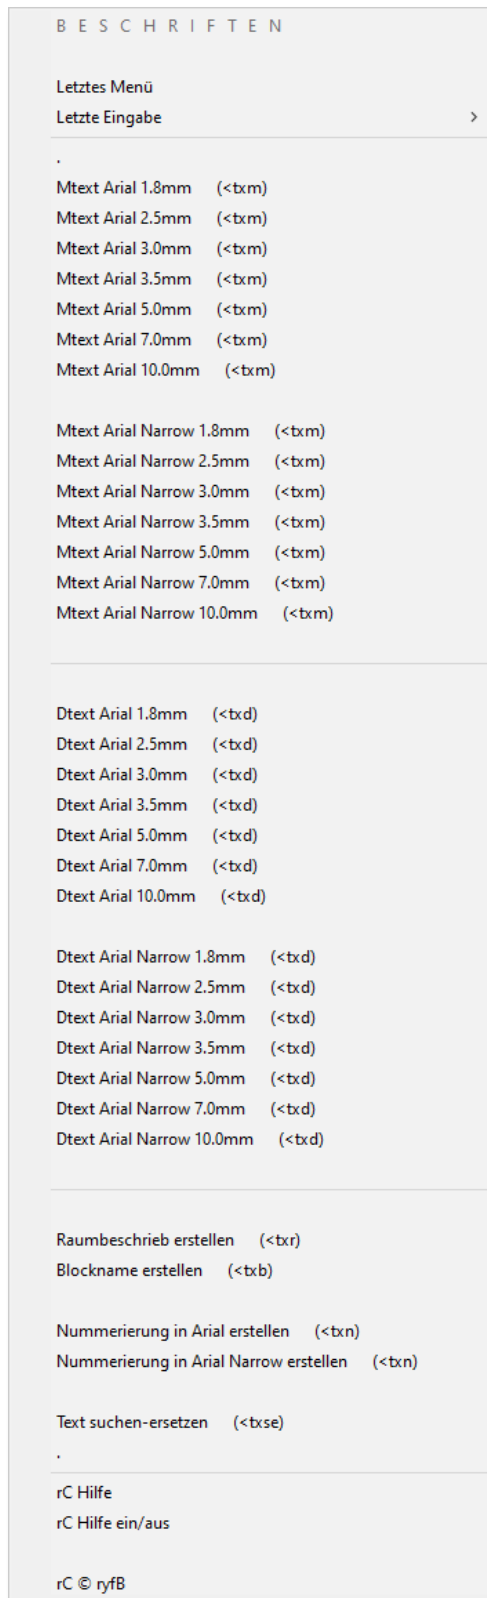 B E S C H R I F T E N
Letztes Menü
Letzte Eingabe >
.
Mtext Arial 1.8mm (<txm)
Mtext Arial 2.5mm (<txm)
Mtext Arial 3.0mm (<txm)
Mtext Arial 3.5mm (<txm)
Mtext Arial 5.0mm (<txm)
Mtext Arial 7.0mm (<txm)
Mtext Arial 10.0mm (<txm)
Mtext Arial Narrow 1.8mm (<txm)
Mtext Arial Narrow 2.5mm (<txm)
Mtext Arial Narrow 3.0mm (<txm)
Mtext Arial Narrow 3.5mm (<txm)
Mtext Arial Narrow 5.0mm (<txm)
Mtext Arial Narrow 7.0mm (<txm)
Mtext Arial Narrow 10.0mm (<txm)
Dtext Arial 1.8mm (<txd)
Dtext Arial 2.5mm (<txd)
Dtext Arial 3.0mm (<txd)
Dtext Arial 3.5mm (<txd)
Dtext Arial 5.0mm (<txd)
Dtext Arial 7.0mm (<txd)
Dtext Arial 10.0mm (<txd)
Dtext Arial Narrow 1.8mm (<txd)
Dtext Arial Narrow 2.5mm (<txd)
Dtext Arial Narrow 3.0mm (<txd)
Dtext Arial Narrow 3.5mm (<txd)
Dtext Arial Narrow 5.0mm (<txd)
Dtext Arial Narrow 7.0mm (<txd)
Dtext Arial Narrow 10.0mm (<txd)
Raumbeschrieb erstellen (<txr)
Blockname erstellen (<txb)
Nummerierung in Arial erstellen (<txn)
Nummerierung in Arial Narrow erstellen (<txn)
Text suchen-ersetzen (<txse)
.
rC Hilfe
rC Hilfe ein/aus
rC © ryfB